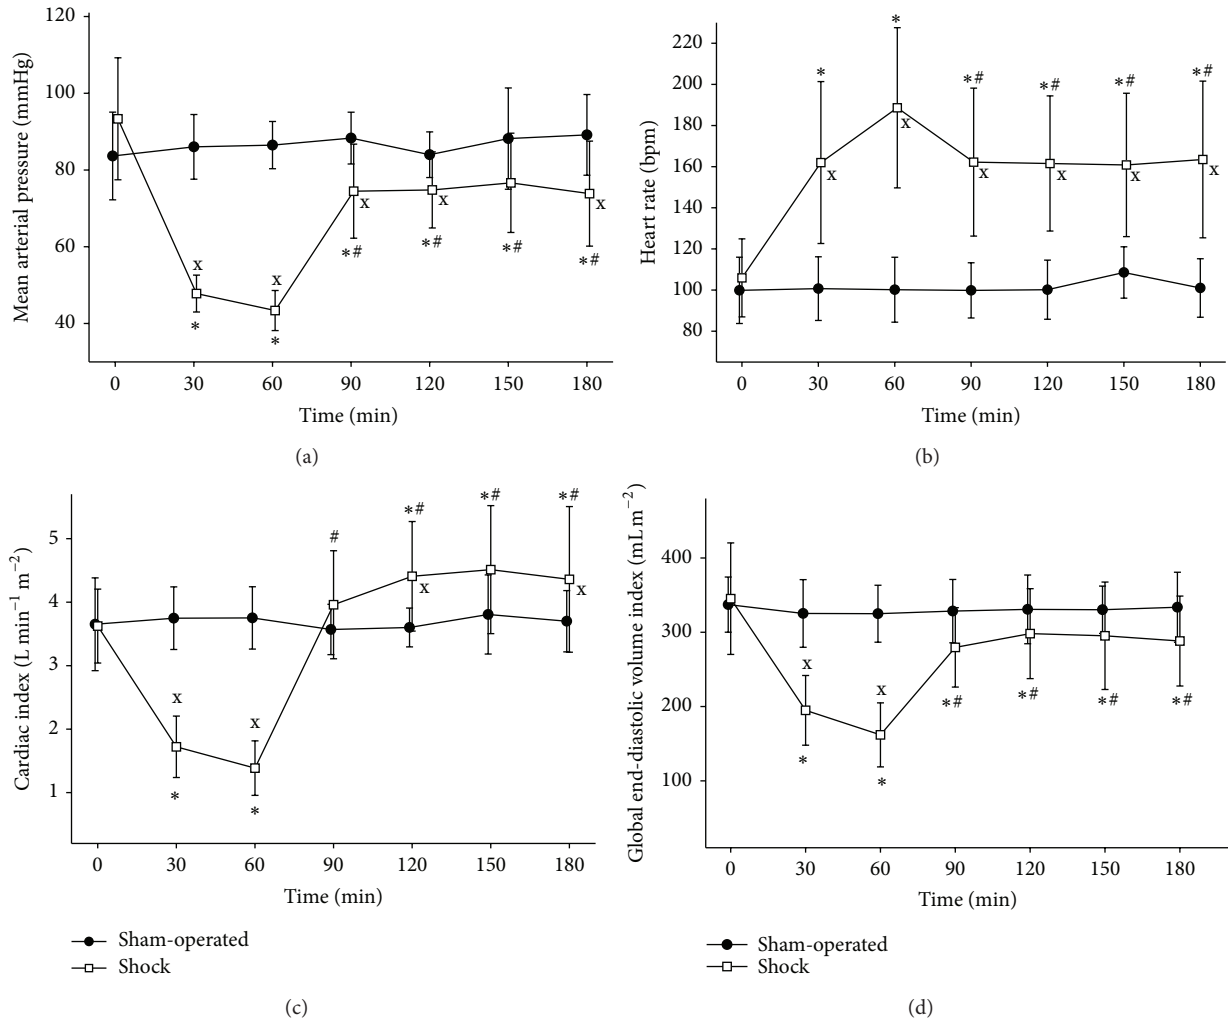 120
100
80
60
40
Mean arterial pressure (mmHg)
x
x
x
x
x
*
*
*#
*#
*#
*#
0 30 60 90 120 150 180
Time (min)
(a)
220
200
180
160
140
120
100
80
Heart rate (bpm)
*
*
*#
*#
*#
*#
x
x
x
x
x
x
0 30 60 90 120 150 180
Time (min)
(b)
5
4
3
2
1
Cardiac index (L min⁻¹ m⁻²)
#
*#
*#
*#
x
x
x
x
*
*
0 30 60 90 120 150 180
Time (min)
Sham-operated
Shock
(c)
400
300
200
100
Global end-diastolic volume index (mL m⁻²)
x
x
*
*
*#
*#
*#
*#
0 30 60 90 120 150 180
Time (min)
Sham-operated
Shock
(d)